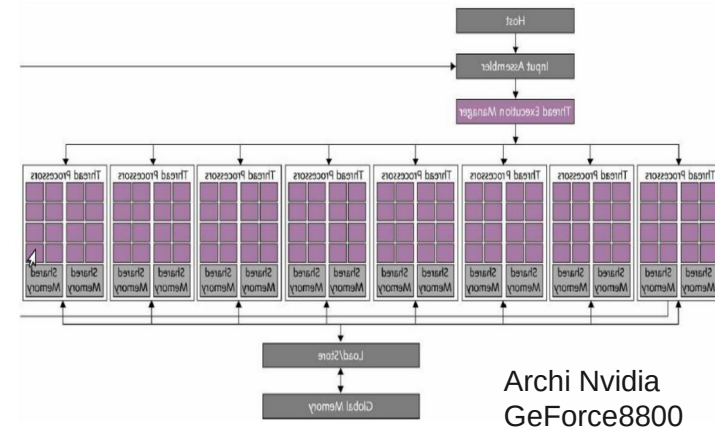 Host
Input Assembler
Thread Execution Manager
Thread Processors Thread Processors Thread Processors Thread Processors Thread Processors Thread Processors Thread Processors Thread Processors
Shared Shared Shared Shared Shared Shared Shared Shared Shared Shared Shared Shared Shared Shared Shared Shared
Memory Memory Memory Memory Memory Memory Memory Memory Memory Memory Memory Memory Memory Memory Memory Memory
Load/Store
Global Memory
Archi Nvidia
GeForce8800